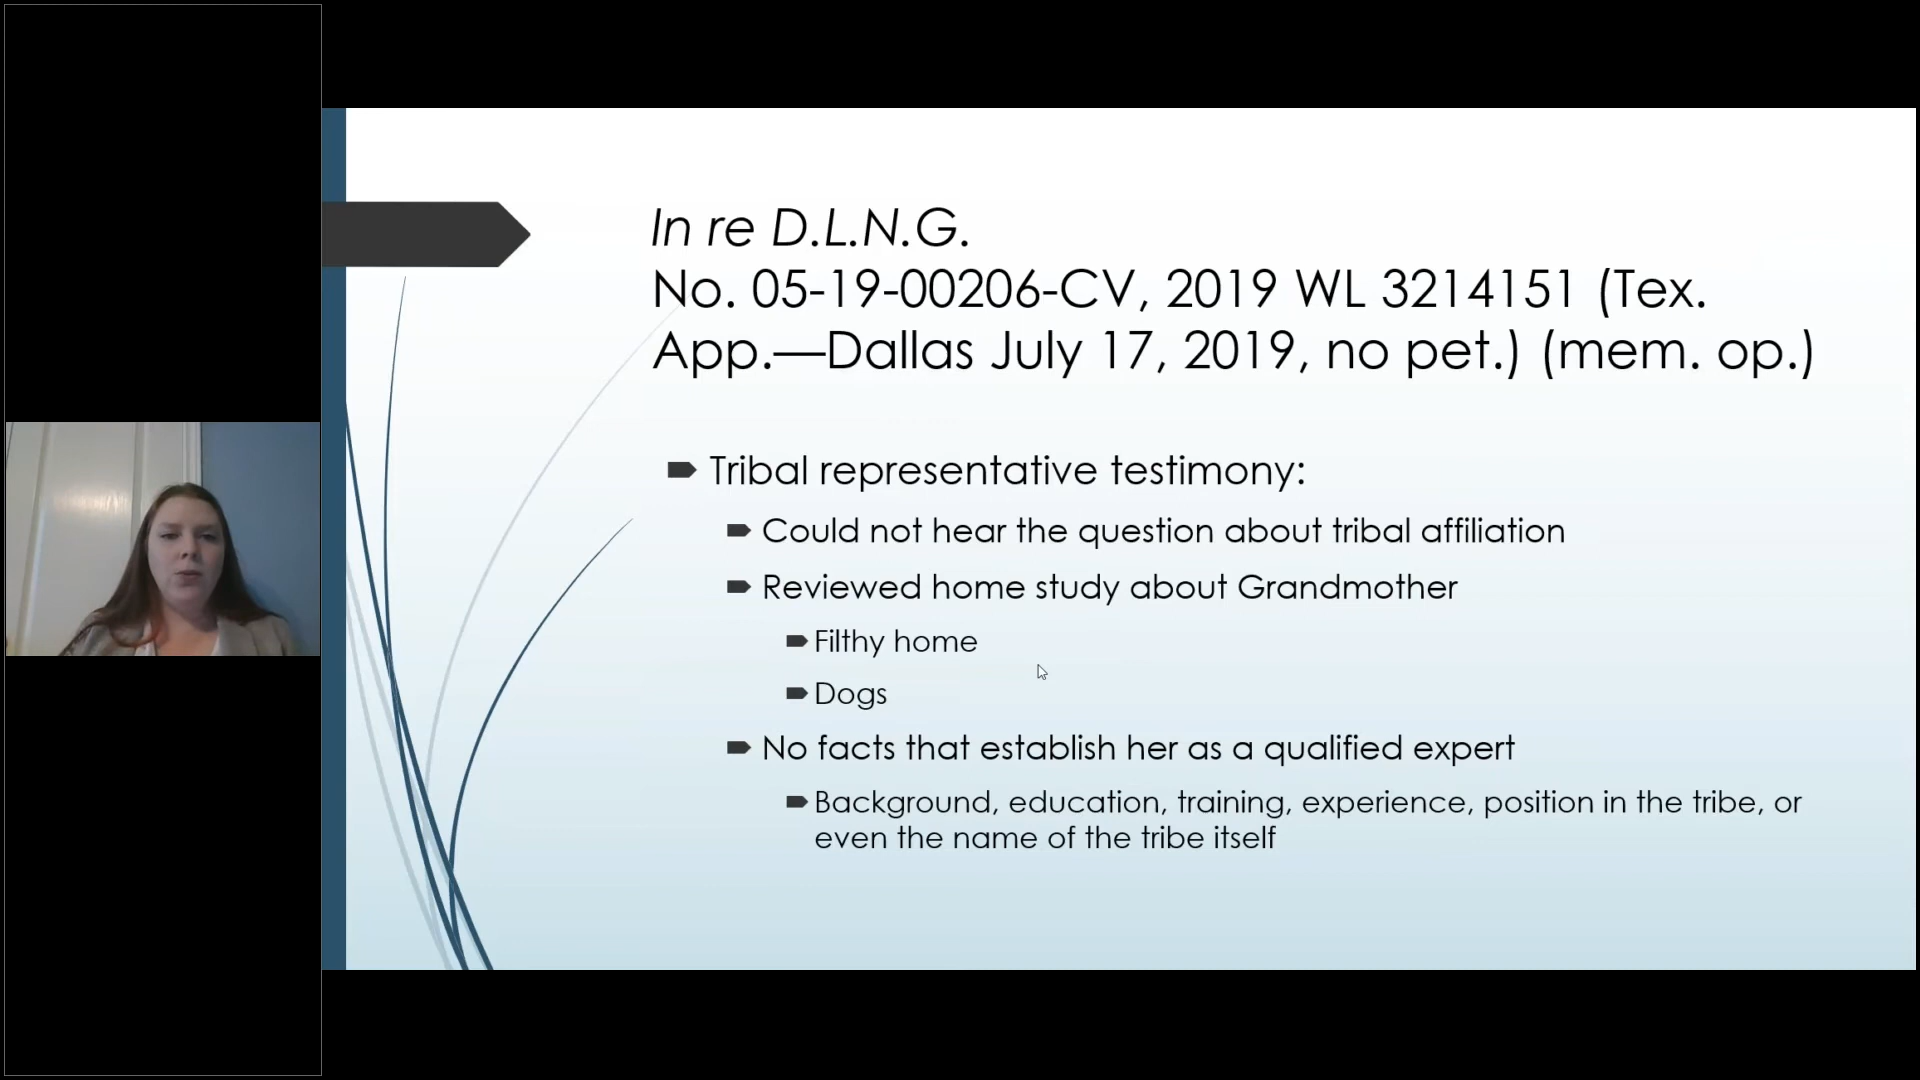 In re D.L.N.G.
No. 05-19-00206-CV, 2019 WL 3214151 (Tex.
App.—Dallas July 17, 2019, no pet.) (mem. op.)
Tribal representative testimony:
Could not hear the question about tribal affiliation
Reviewed home study about Grandmother
Filthy home
Dogs
No facts that establish her as a qualified expert
Background, education, training, experience, position in the tribe, or
even the name of the tribe itself